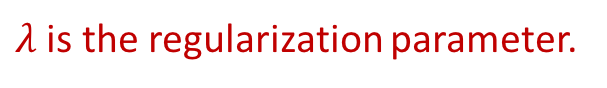 λ is the regularization parameter.